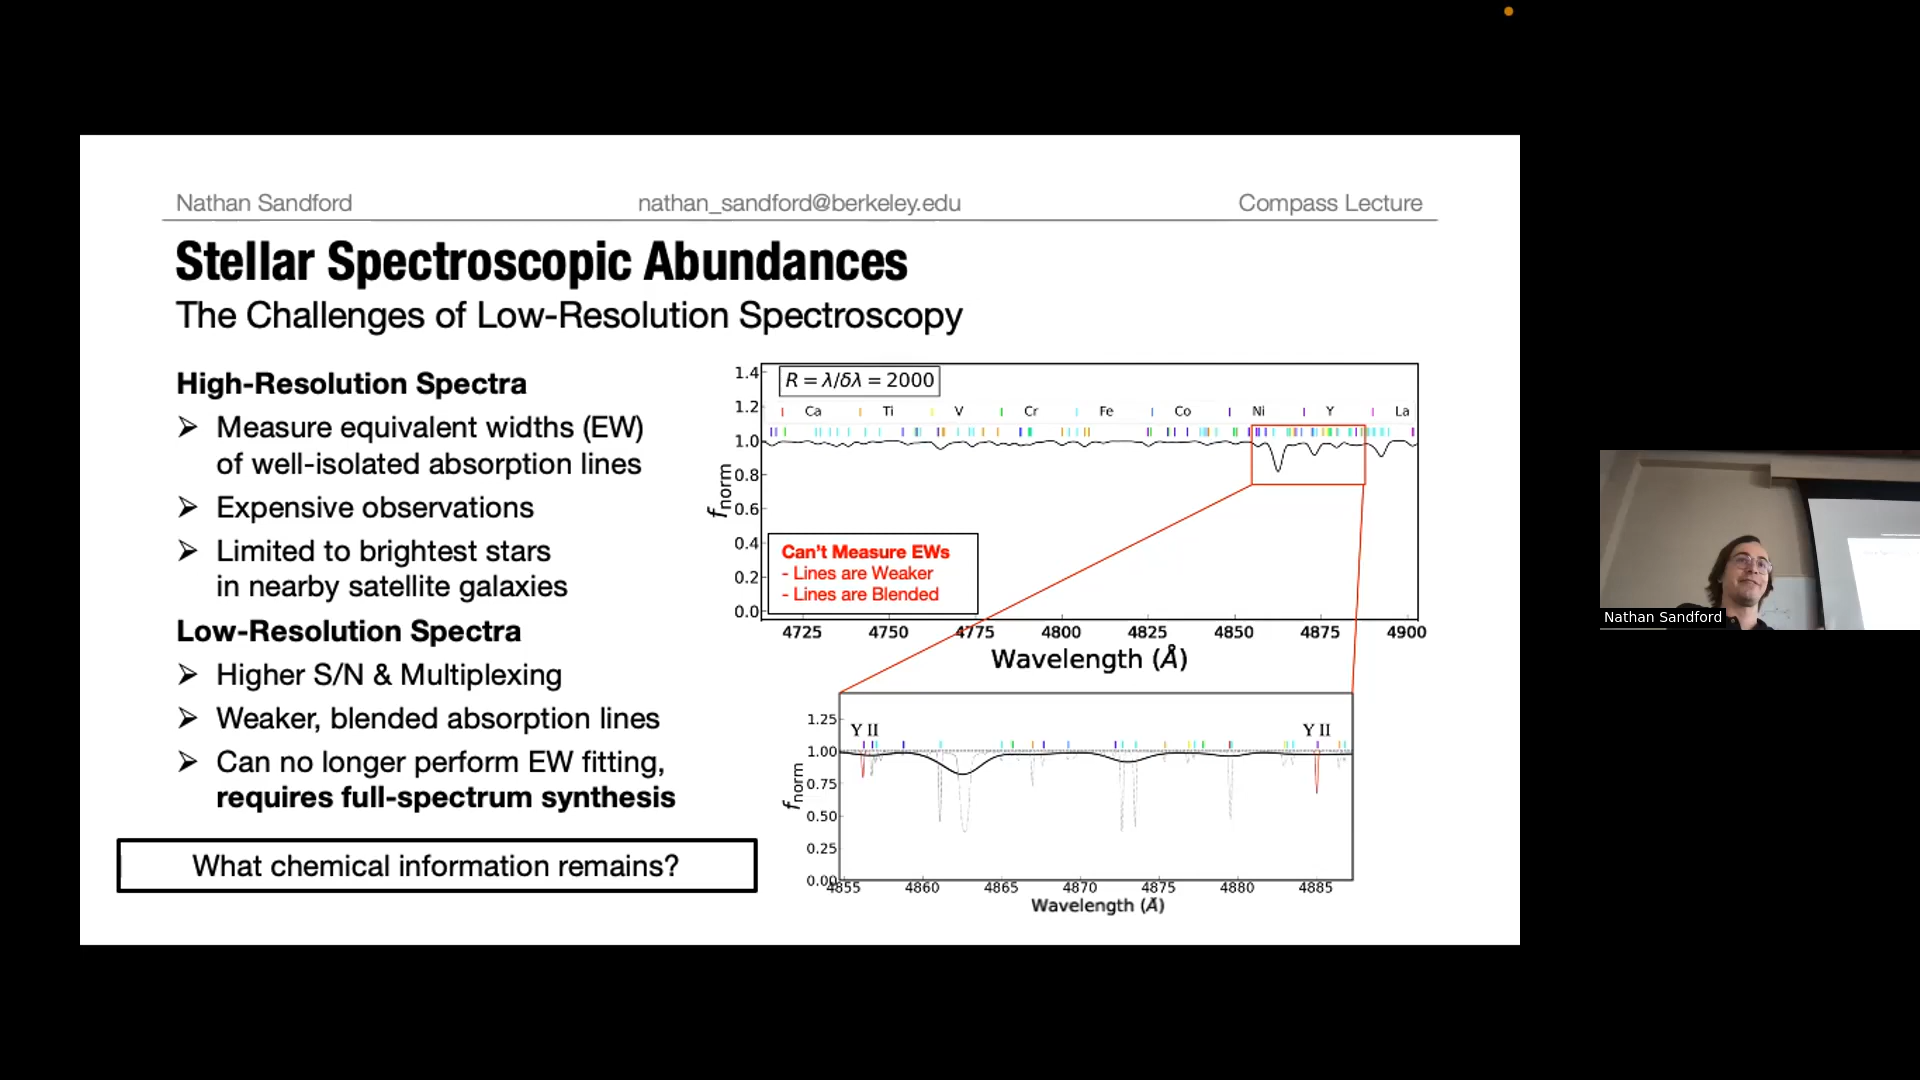 Nathan Sandford nathan_sandford@berkeley.edu Compass Lecture
Stellar Spectroscopic Abundances
The Challenges of Low-Resolution Spectroscopy
High-Resolution Spectra
➢ Measure equivalent widths (EW)
of well-isolated absorption lines
➢ Expensive observations
➢ Limited to brightest stars
in nearby satellite galaxies
Low-Resolution Spectra
➢ Higher S/N & Multiplexing
➢ Weaker, blended absorption lines
➢ Can no longer perform EW fitting,
requires full-spectrum synthesis
What chemical information remains?
R = λ/δλ = 2000
Ca Ti V Cr Fe Co Ni Y La
1.4
1.2
1.0
0.8
0.6
0.4
0.2
0.0
fnorm
Can't Measure EWs
- Lines are Weaker
- Lines are Blended
4725 4750 4775 4800 4825 4850 4875 4900
Wavelength (Å)
Y II Y II
1.25
1.00
0.75
0.50
0.25
0.00
fnorm
4855 4860 4865 4870 4875 4880 4885
Wavelength (Å)
Nathan Sandford